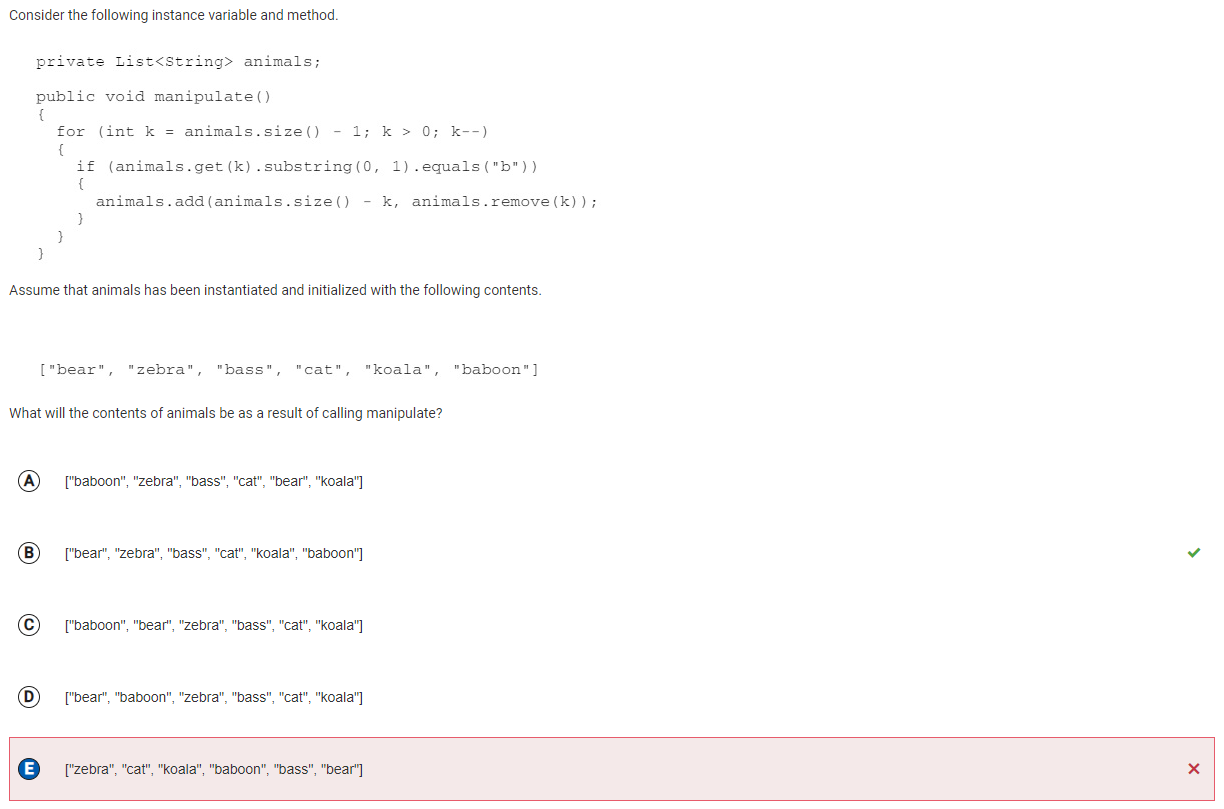 Consider the following instance variable and method.
private List<String> animals;
public void manipulate()
{
for (int k = animals.size() - 1; k > 0; k--)
{
if (animals.get(k).substring(0, 1).equals("b"))
{
animals.add(animals.size() - k, animals.remove(k));
}
}
}
Assume that animals has been instantiated and initialized with the following contents.
["bear", "zebra", "bass", "cat", "koala", "baboon"]
What will the contents of animals be as a result of calling manipulate?
A ["baboon", "zebra", "bass", "cat", "bear", "koala"]
B ["bear", "zebra", "bass", "cat", "koala", "baboon"]
C ["baboon", "bear", "zebra", "bass", "cat", "koala"]
D ["bear", "baboon", "zebra", "bass", "cat", "koala"]
E ["zebra", "cat", "koala", "baboon", "bass", "bear"]